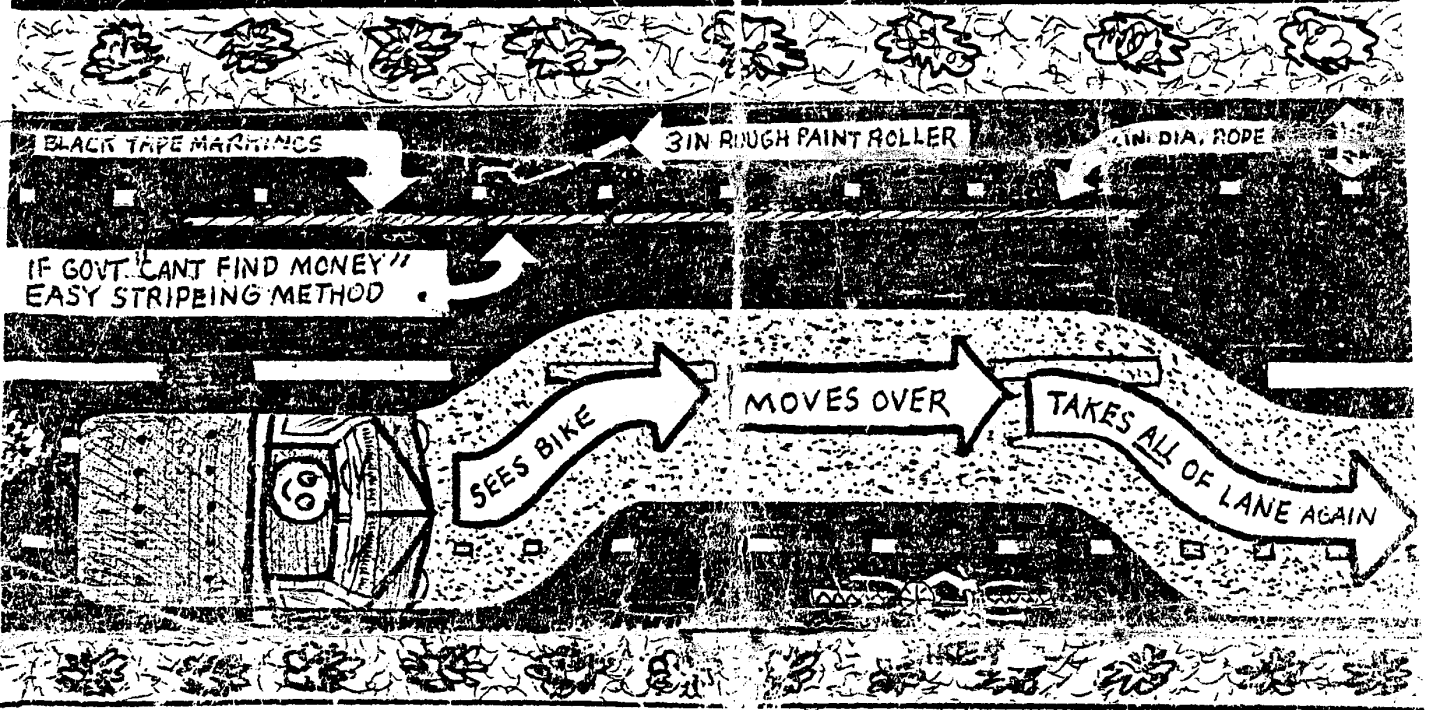 BLACK TAPE MARKINGS
3IN ROUGH PAINT ROLLER
IN. DIA. ROPE
IF GOVT. "CANT FIND MONEY"
EASY STRIPEING METHOD
SEES BIKE
MOVES OVER
TAKES ALL OF LANE AGAIN